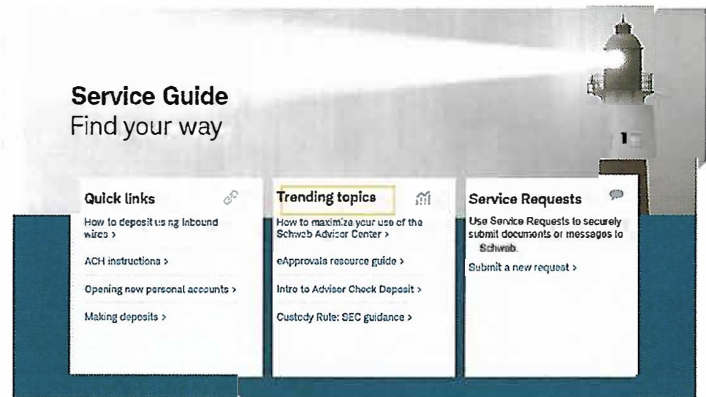 Service Guide
Find your way
1
Quick links
How to deposit using Inbound
wires >
ACH instructions >
Opening new personal accounts >
Making deposits >
Trending topics
How to maximize your use of the
Schwab Advisor Center >
eApprovals resource guide >
Intro to Advisor Check Deposit >
Custody Rule: SEC guidance >
Service Requests
Use Service Requests to securely
submit documents or messages to
Schwab.
Submit a new request >